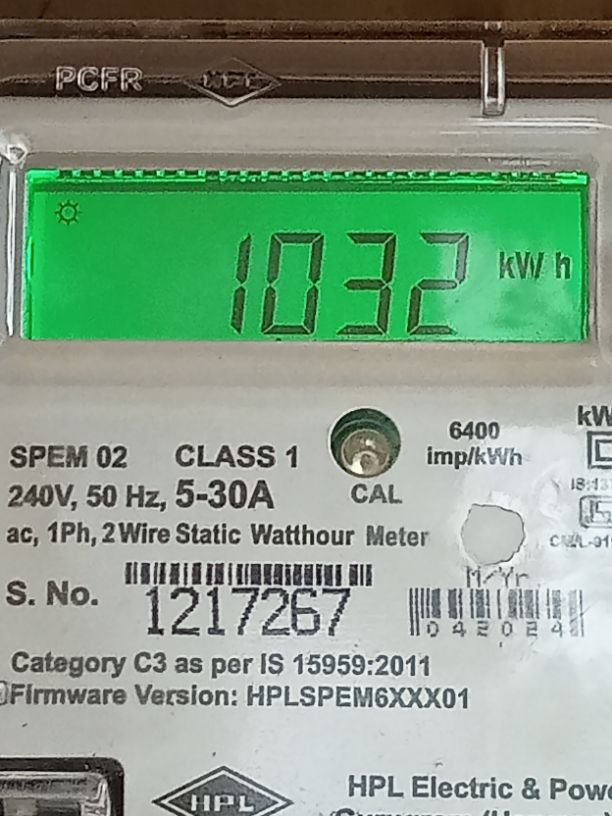 PCFR HPL
1032 kW h
6400
imp/kWh
SPEM 02 CLASS 1
240V, 50 Hz, 5-30A
CAL
ac, 1Ph, 2 Wire Static Watthour Meter
M/Yr
S. No. 1217267
042024
Category C3 as per IS 15959:2011
Firmware Version: HPLSPEM6XXX01
HPL
HPL Electric &